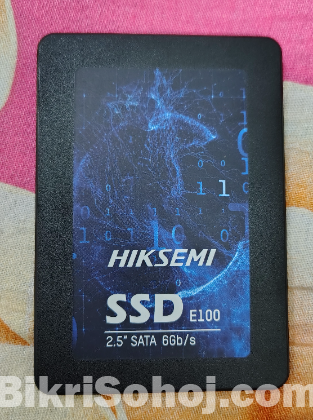 HIKSEMI
SSD E100
2.5" SATA 6Gb/s
BikriSohoj.com